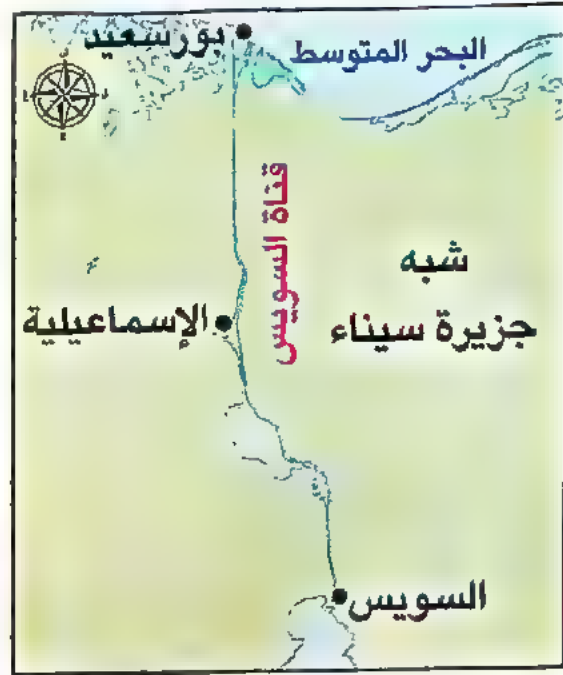 بورسعيد
البحر المتوسط
قناة السويس
شبه
جزيرة سيناء
الإسماعيلية
السويس